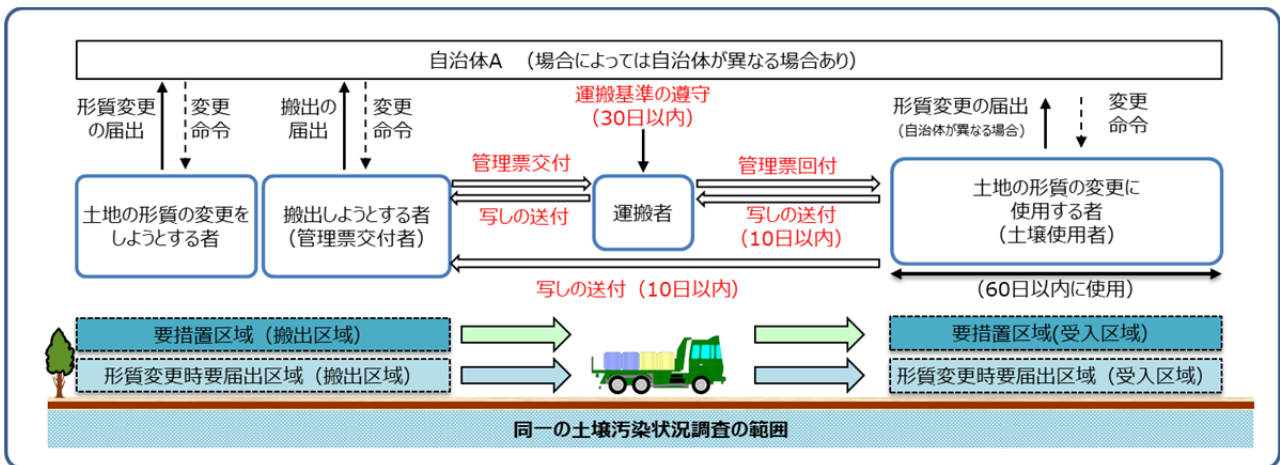 自治体A （場合によっては自治体が異なる場合あり）
形質変更
の届出
変更
命令
搬出の
届出
変更
命令
運搬基準の遵守
（30日以内）
形質変更の届出
（自治体が異なる場合）
変更
命令
管理票交付
管理票回付
土地の形質の変更を
しようとする者
搬出しようとする者
（管理票交付者）
写しの送付
運搬者
写しの送付
（10日以内）
土地の形質の変更に
使用する者
（土壌使用者）
写しの送付（10日以内）
（60日以内に使用）
要措置区域（搬出区域）
要措置区域(受入区域)
形質変更時要届出区域（搬出区域）
形質変更時要届出区域（受入区域）
同一の土壌汚染状況調査の範囲